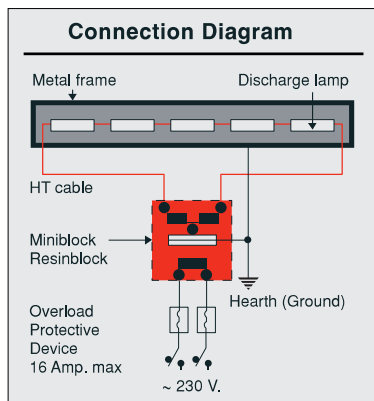 Connection Diagram
Metal frame
Discharge lamp
HT cable
Miniblock
Resinblock
Hearth (Ground)
Overload
Protective
Device
16 Amp. max
~ 230 V.